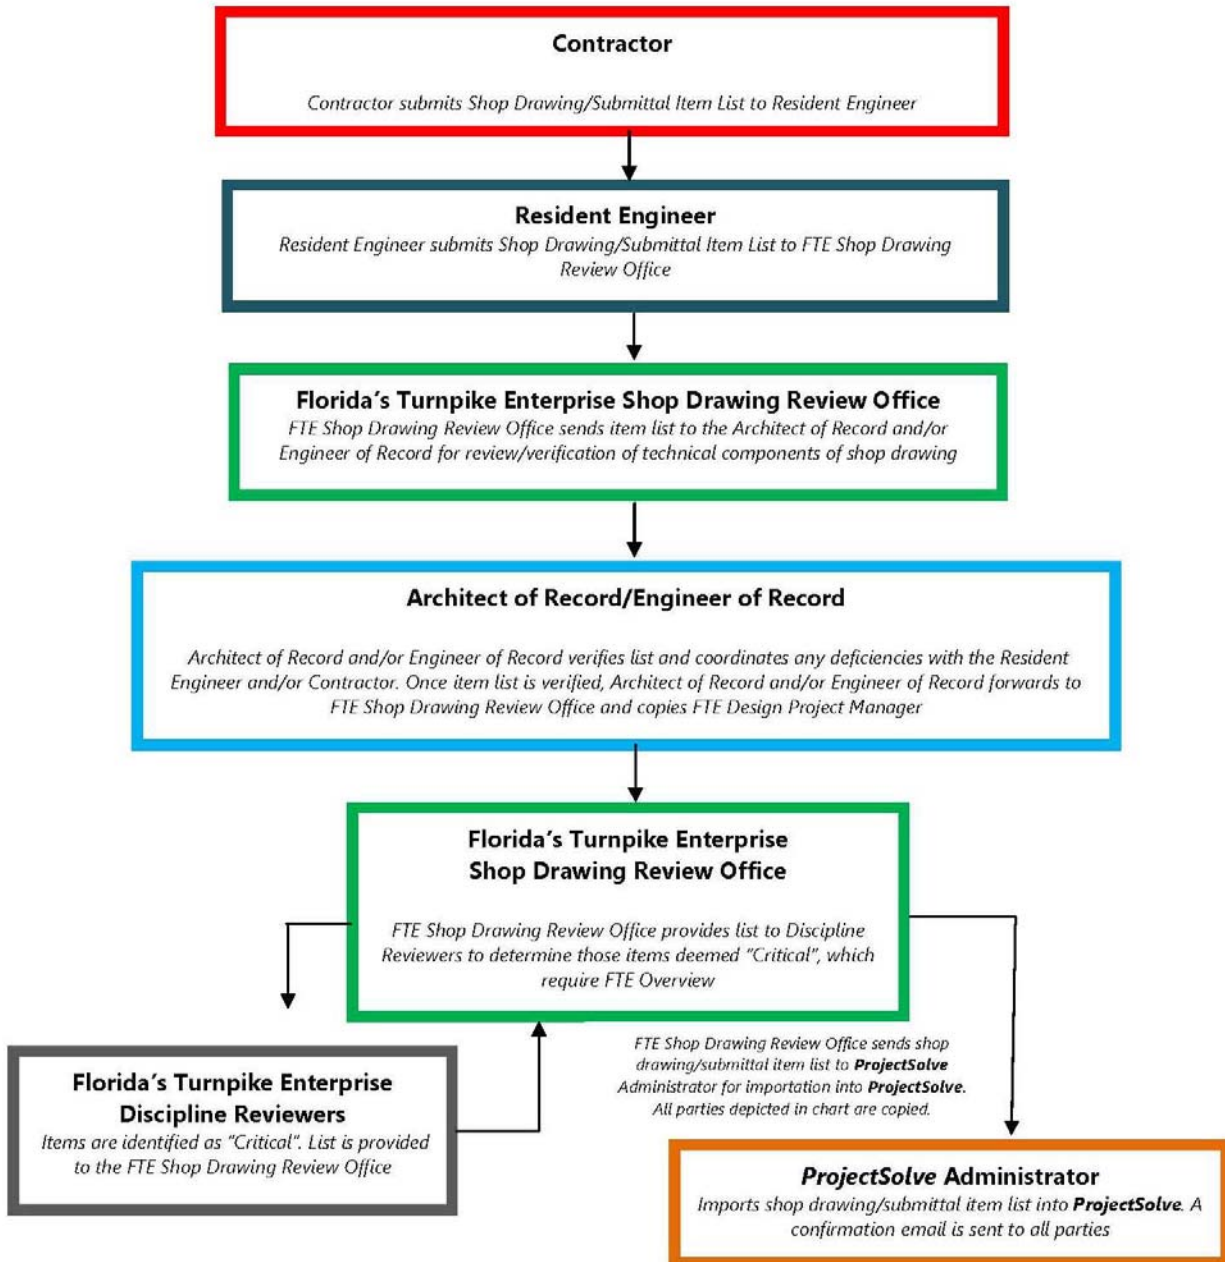 Contractor
Contractor submits Shop Drawing/Submittal Item List to Resident Engineer
Resident Engineer
Resident Engineer submits Shop Drawing/Submittal Item List to FTE Shop Drawing
Review Office
Florida's Turnpike Enterprise Shop Drawing Review Office
FTE Shop Drawing Review Office sends item list to the Architect of Record and/or
Engineer of Record for review/verification of technical components of shop drawing
Architect of Record/Engineer of Record
Architect of Record and/or Engineer of Record verifies list and coordinates any deficiencies with the Resident
Engineer and/or Contractor. Once item list is verified, Architect of Record and/or Engineer of Record forwards to
FTE Shop Drawing Review Office and copies FTE Design Project Manager
Florida's Turnpike Enterprise
Shop Drawing Review Office
FTE Shop Drawing Review Office provides list to Discipline
Reviewers to determine those items deemed "Critical", which
require FTE Overview
Florida's Turnpike Enterprise
Discipline Reviewers
Items are identified as "Critical". List is provided
to the FTE Shop Drawing Review Office
FTE Shop Drawing Review Office sends shop
drawing/submittal item list to ProjectSolve
Administrator for importation into ProjectSolve.
All parties depicted in chart are copied.
ProjectSolve Administrator
Imports shop drawing/submittal item list into ProjectSolve. A
confirmation email is sent to all parties